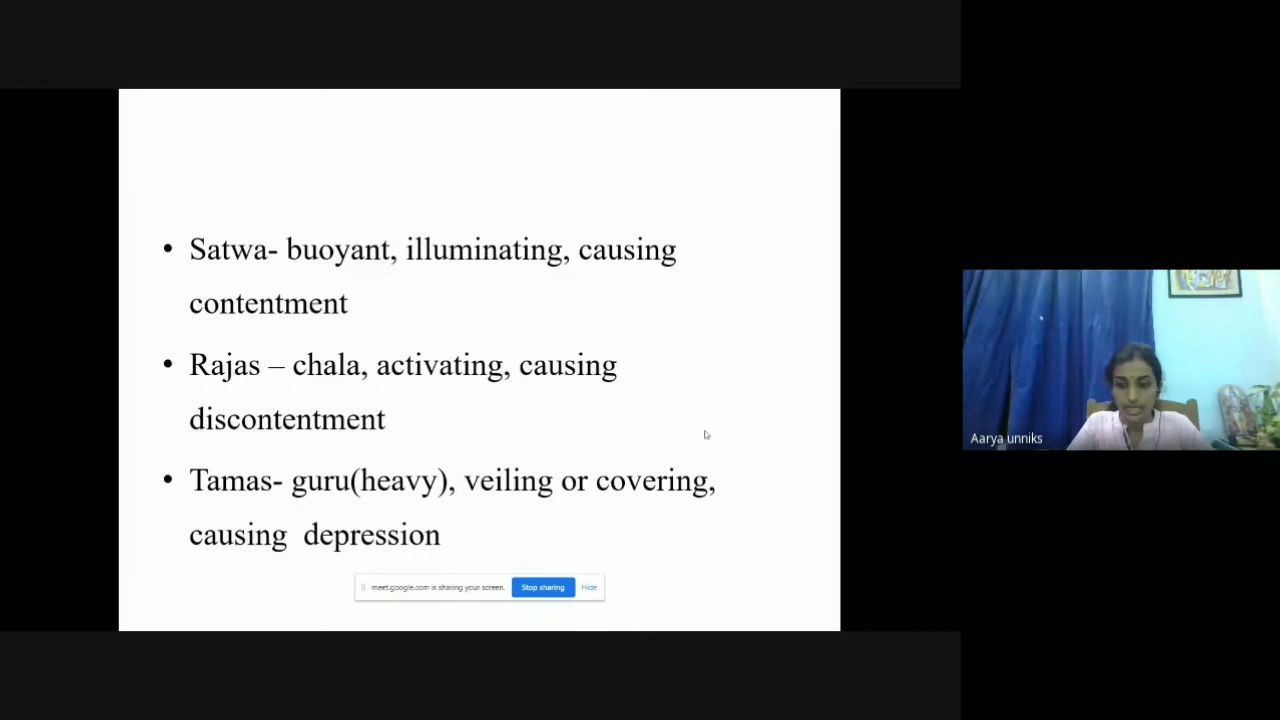 • Satwa- buoyant, illuminating, causing
contentment
• Rajas – chala, activating, causing
discontentment
• Tamas- guru(heavy), veiling or covering,
causing  depression
meet.google.com is sharing your screen. Stop sharing Hide
Aarya unniks